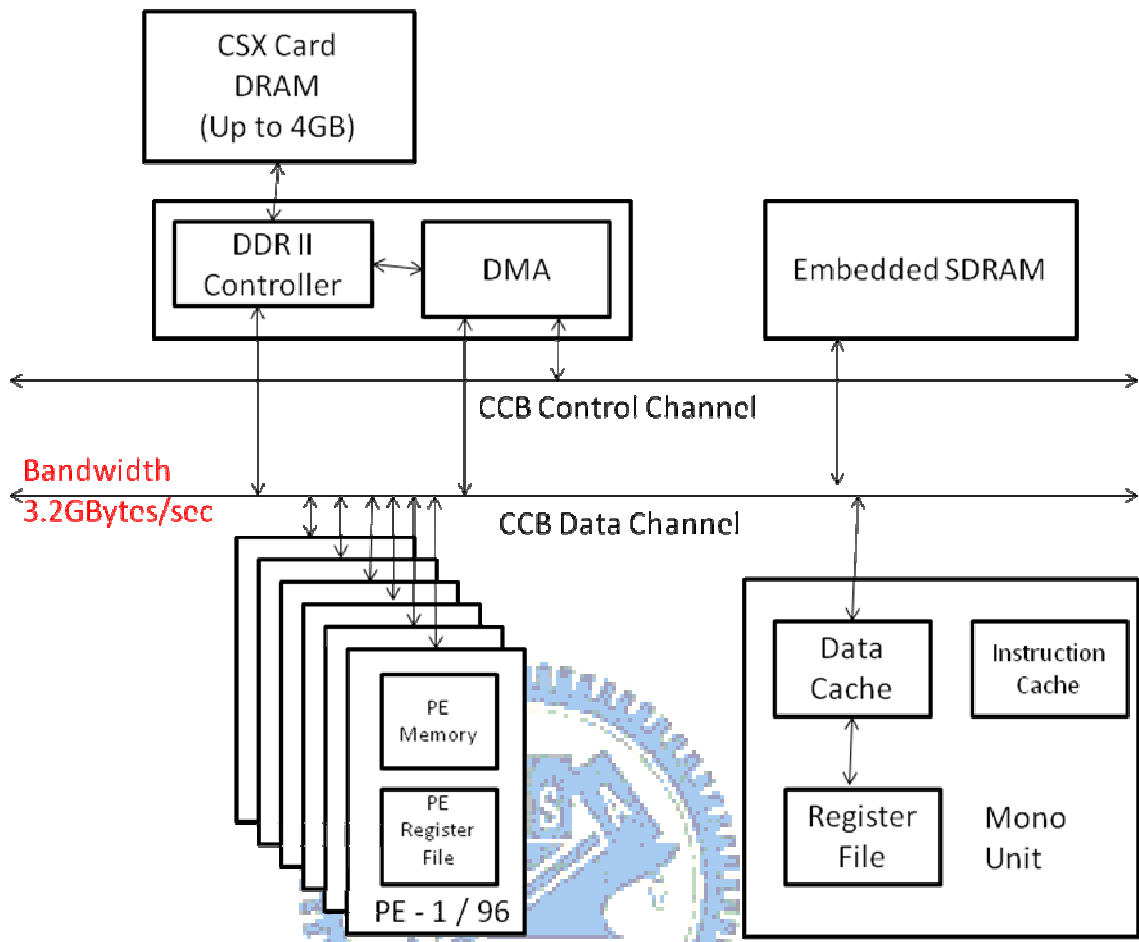 CSX Card
DRAM
(Up to 4GB)
DDR II
Controller
DMA
Embedded SDRAM
CCB Control Channel
Bandwidth
3.2GBytes/sec
CCB Data Channel
PE
Memory
PE
Register
File
PE - 1 / 96
Data
Cache
Instruction
Cache
Register
File
Mono
Unit
S
A